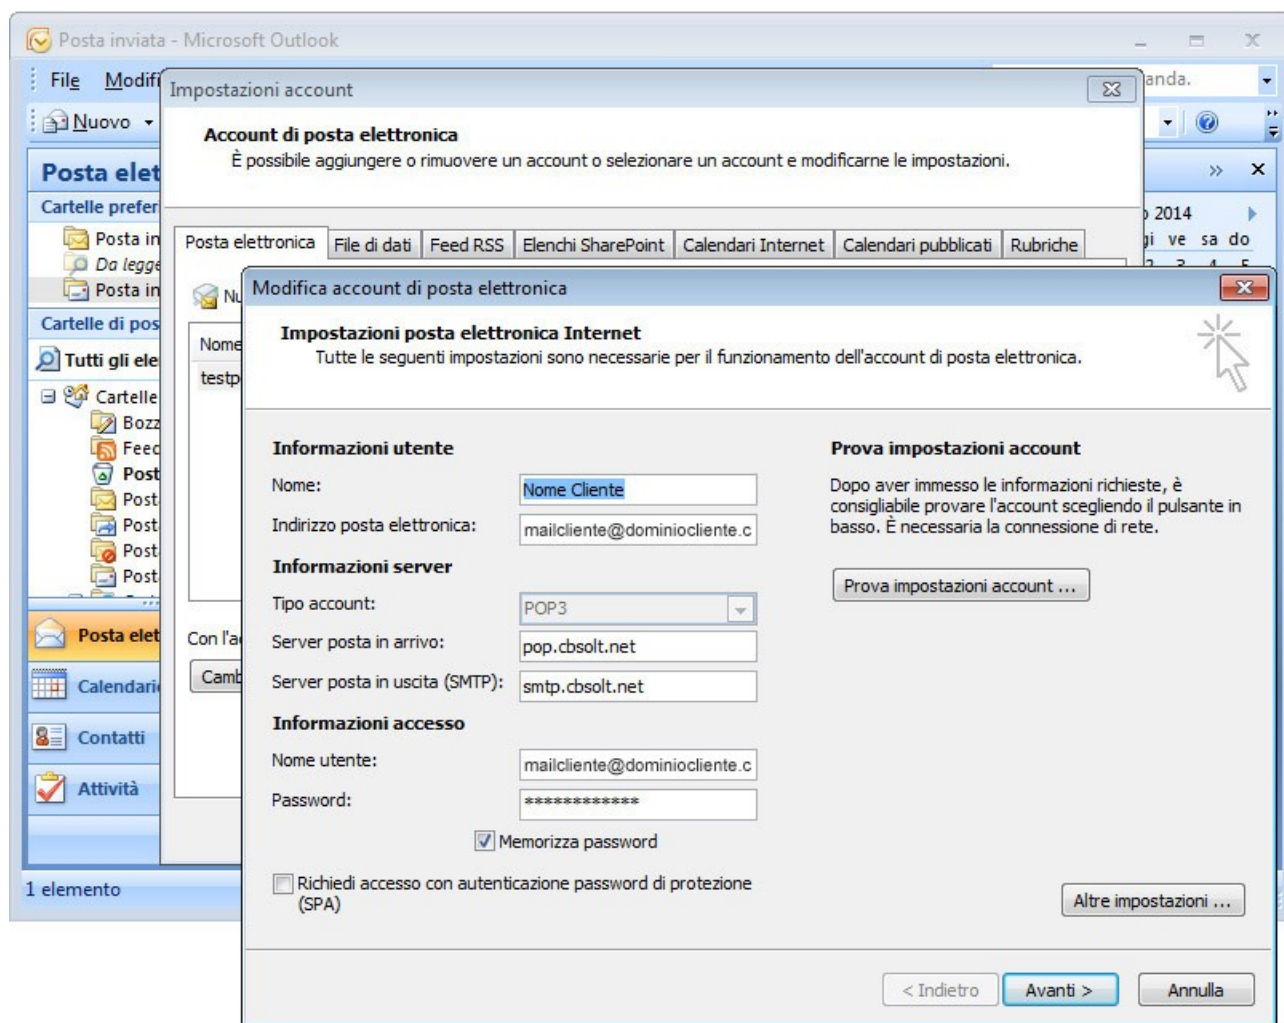 Posta inviata - Microsoft Outlook
File Modifi
anda.
Impostazioni account
Nuovo
Account di posta elettronica
È possibile aggiungere o rimuovere un account o selezionare un account e modificarne le impostazioni.
Posta elet
Cartelle prefer
2014
Posta in
Posta elettronica File di dati Feed RSS Elenchi SharePoint Calendari Internet Calendari pubblicati Rubriche
gi ve sa do
Da legge
2 3 4 5
Posta in
Nu
Modifica account di posta elettronica
Cartelle di pos
Nome
Impostazioni posta elettronica Internet
Tutte le seguenti impostazioni sono necessarie per il funzionamento dell'account di posta elettronica.
Tutti gli ele
testp
Cartelle
Bozz
Feed
Post
Post
Post
Post
Post
Informazioni utente
Nome: Nome Cliente
Indirizzo posta elettronica: mailcliente@dominiocliente.c
Informazioni server
Tipo account: POP3
Server posta in arrivo: pop.cbsolt.net
Server posta in uscita (SMTP): smtp.cbsolt.net
Informazioni accesso
Nome utente: mailcliente@dominiocliente.c
Password: ************
Memorizza password
Richiedi accesso con autenticazione password di protezione
(SPA)
Prova impostazioni account
Dopo aver immesso le informazioni richieste, è
consigliabile provare l'account scegliendo il pulsante in
basso. È necessaria la connessione di rete.
Prova impostazioni account ...
Altre impostazioni ...
Posta elet
Con l'a
Camb
Calendario
Contatti
Attività
1 elemento
< Indietro Avanti > Annulla